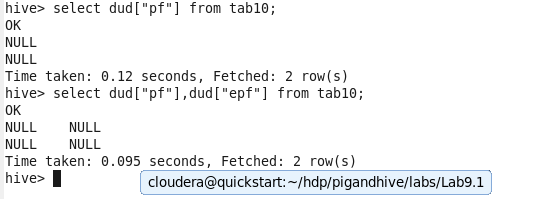 hive> select dud["pf"] from tab10;
OK
NULL
NULL
Time taken: 0.12 seconds, Fetched: 2 row(s)
hive> select dud["pf"],dud["epf"] from tab10;
OK
NULL    NULL
NULL    NULL
Time taken: 0.095 seconds, Fetched: 2 row(s)
hive>
cloudera@quickstart:~/hdp/pigandhive/labs/Lab9.1